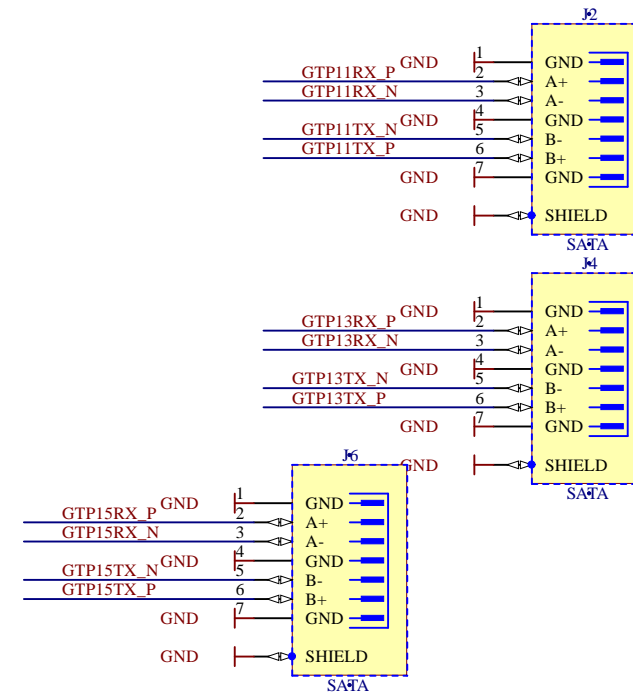 J2
GND 1 GND
GTP11RX_P 2 A+
GTP11RX_N 3 A-
GND 4 GND
GTP11TX_N 5 B-
GTP11TX_P 6 B+
GND 7 GND
GND SHIELD
SATA
J4
GND 1 GND
GTP13RX_P 2 A+
GTP13RX_N 3 A-
GND 4 GND
GTP13TX_N 5 B-
GTP13TX_P 6 B+
GND 7 GND
GND SHIELD
SATA
J6
GND 1 GND
GTP15RX_P 2 A+
GTP15RX_N 3 A-
GND 4 GND
GTP15TX_N 5 B-
GTP15TX_P 6 B+
GND 7 GND
GND SHIELD
SATA